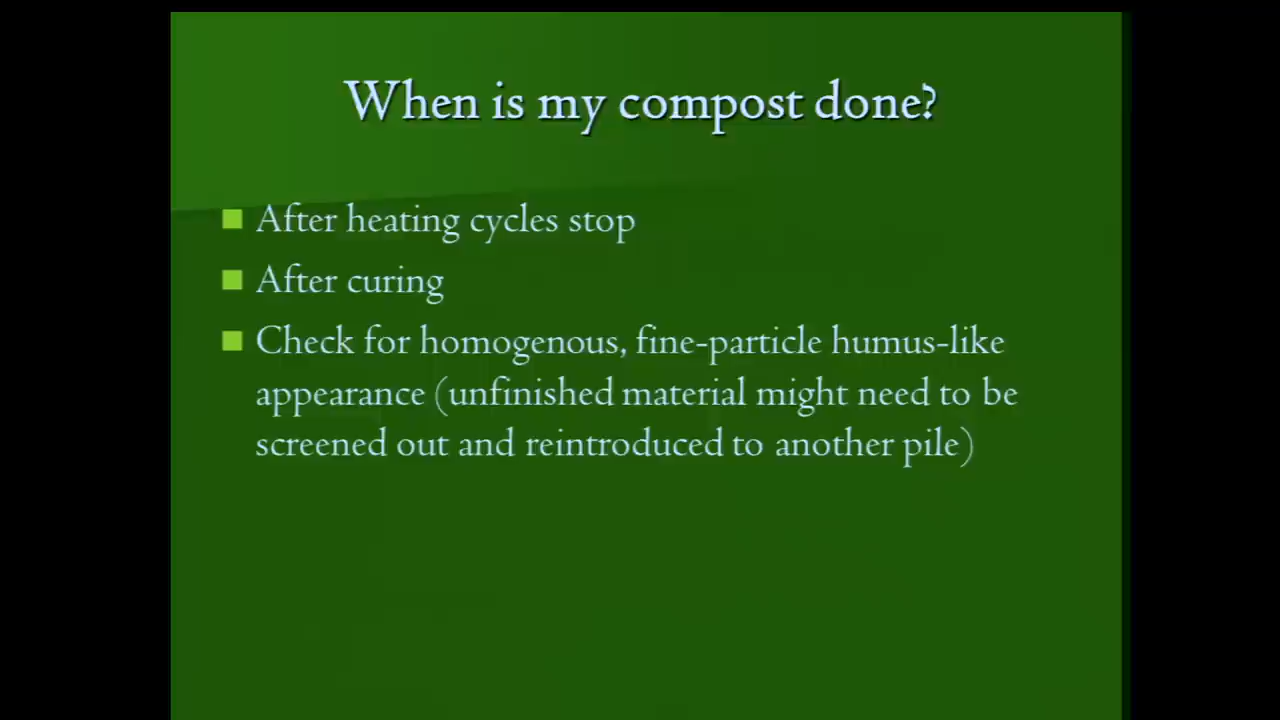 When is my compost done?
After heating cycles stop
After curing
Check for homogenous, fine-particle humus-like
appearance (unfinished material might need to be
screened out and reintroduced to another pile)